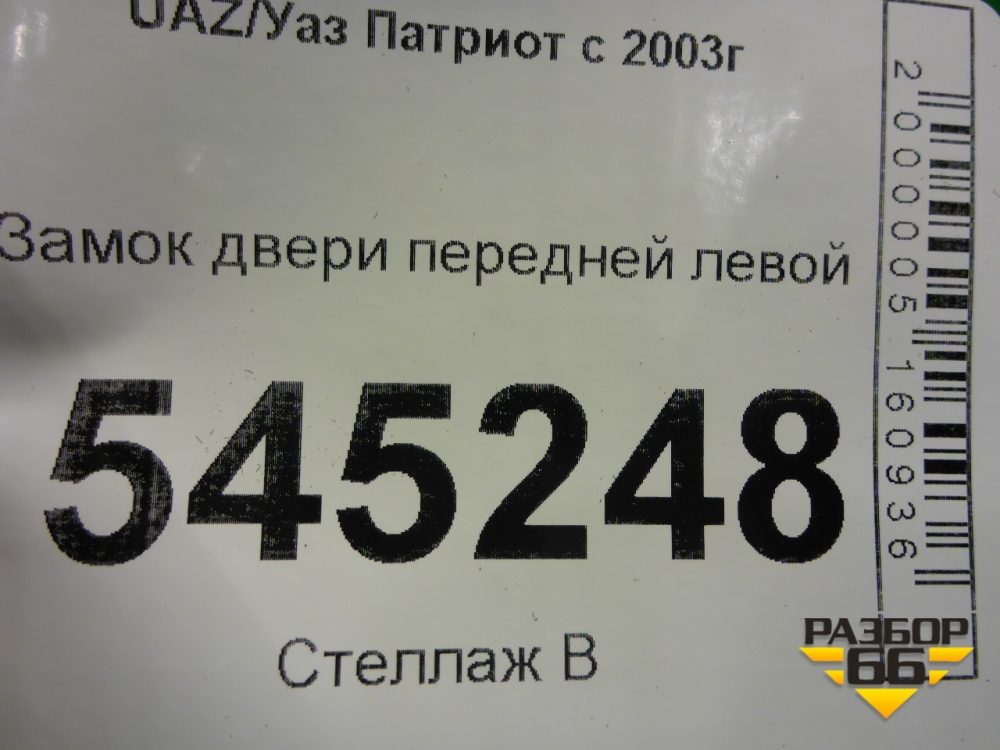 UAZ/Уаз Патриот с 2003г
Замок двери передней левой
545248
Стеллаж В
2000005160936
РАЗБОР
66